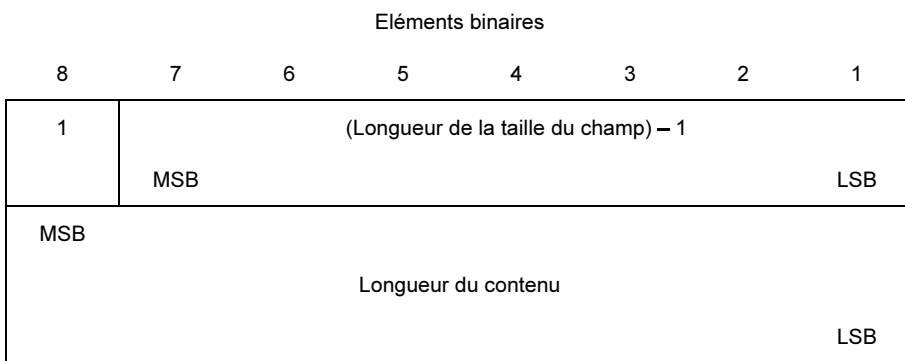 Eléments binaires
8 7 6 5 4 3 2 1
1 (Longueur de la taille du champ) – 1
MSB LSB
MSB
Longueur du contenu
LSB